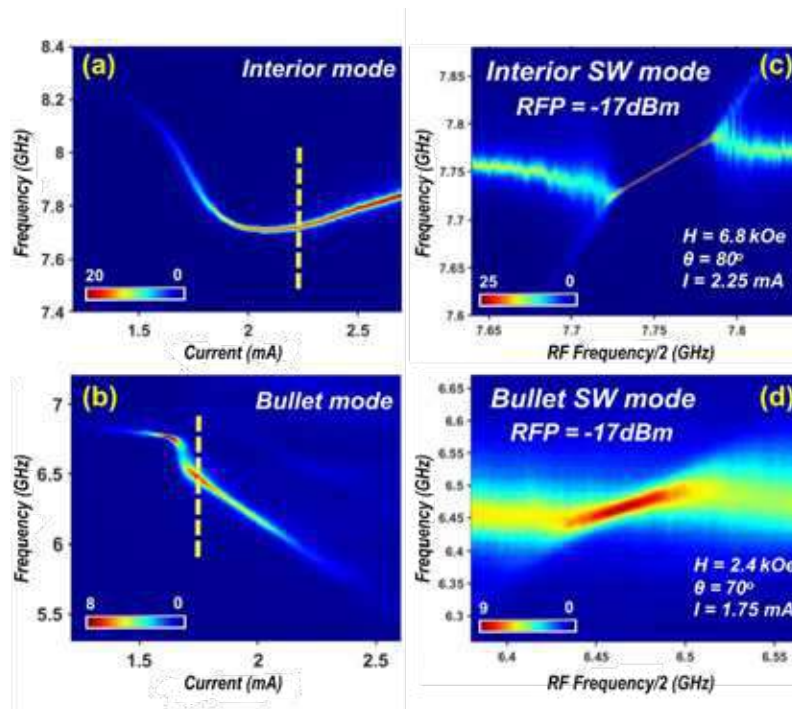 (a)
Interior mode
Frequency (GHz)
8.4
8.2
8
7.8
7.6
7.4
20 0
1.5 2 2.5
Current (mA)
(c)
Interior SW mode
RFP = -17dBm
Frequency (GHz)
7.85
7.8
7.75
7.7
7.65
7.6
H = 6.8 kOe
θ = 80º
I = 2.25 mA
25 0
7.65 7.7 7.75 7.8
RF Frequency/2 (GHz)
(b)
Bullet mode
Frequency (GHz)
7
6.5
6
5.5
8 0
1.5 2 2.5
Current (mA)
(d)
Bullet SW mode
RFP = -17dBm
Frequency (GHz)
6.65
6.6
6.55
6.5
6.45
6.4
6.35
6.3
H = 2.4 kOe
θ = 70º
I = 1.75 mA
9 0
6.4 6.45 6.5 6.55
RF Frequency/2 (GHz)